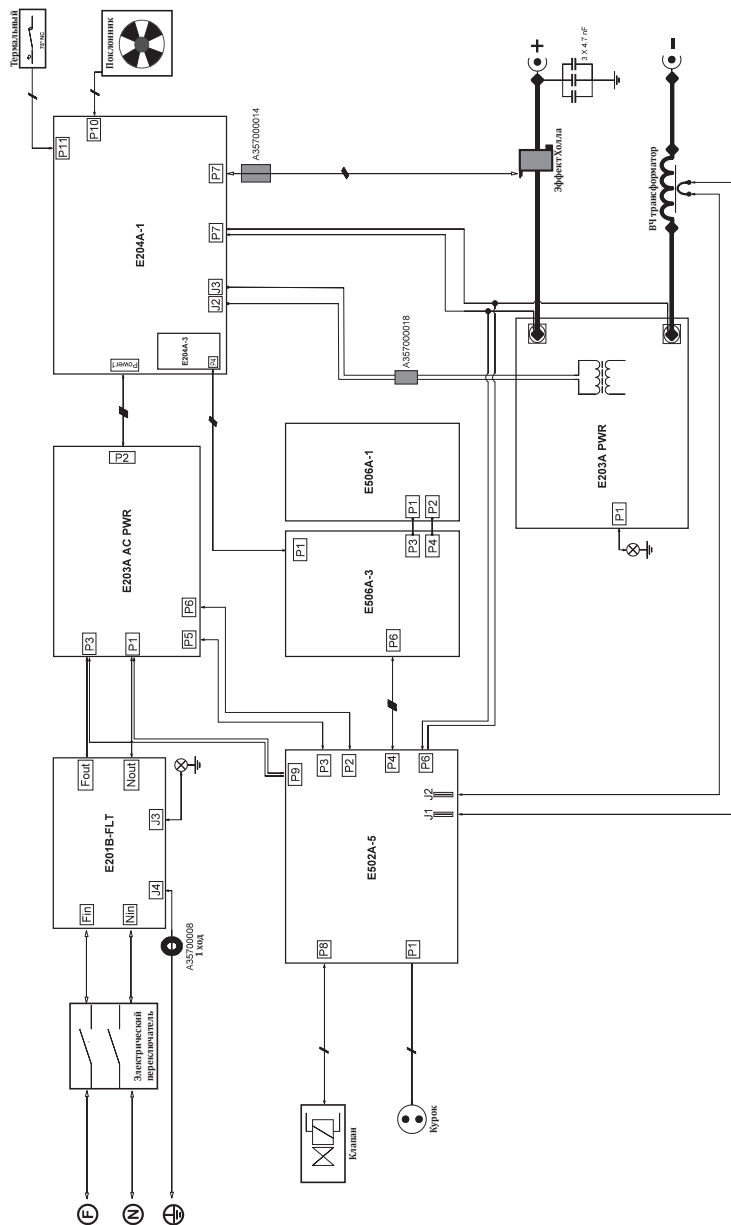 Термальный
75°NC
Поклонник
P11
P10
E204A-1
P7
A357000014
P7
J3
J2
Power1
E204A-3
P4
A357000018
Эффект Холла
+
3 X 4.7 nF
-
ВЧ трансформатор
E203A PWR
P1
P2
E203A AC PWR
P3
P1
P6
P5
E506A-1
P1
P2
P3
P4
E506A-3
P1
P6
Fout
Nout
E201B-FLT
J3
J4
Fin
Nin
A35700008
1 ход
P9
P3
P2
P4
P6
J2
J1
E502A-5
P8
P1
Электрический
переключатель
Клапан
Курок
F
N